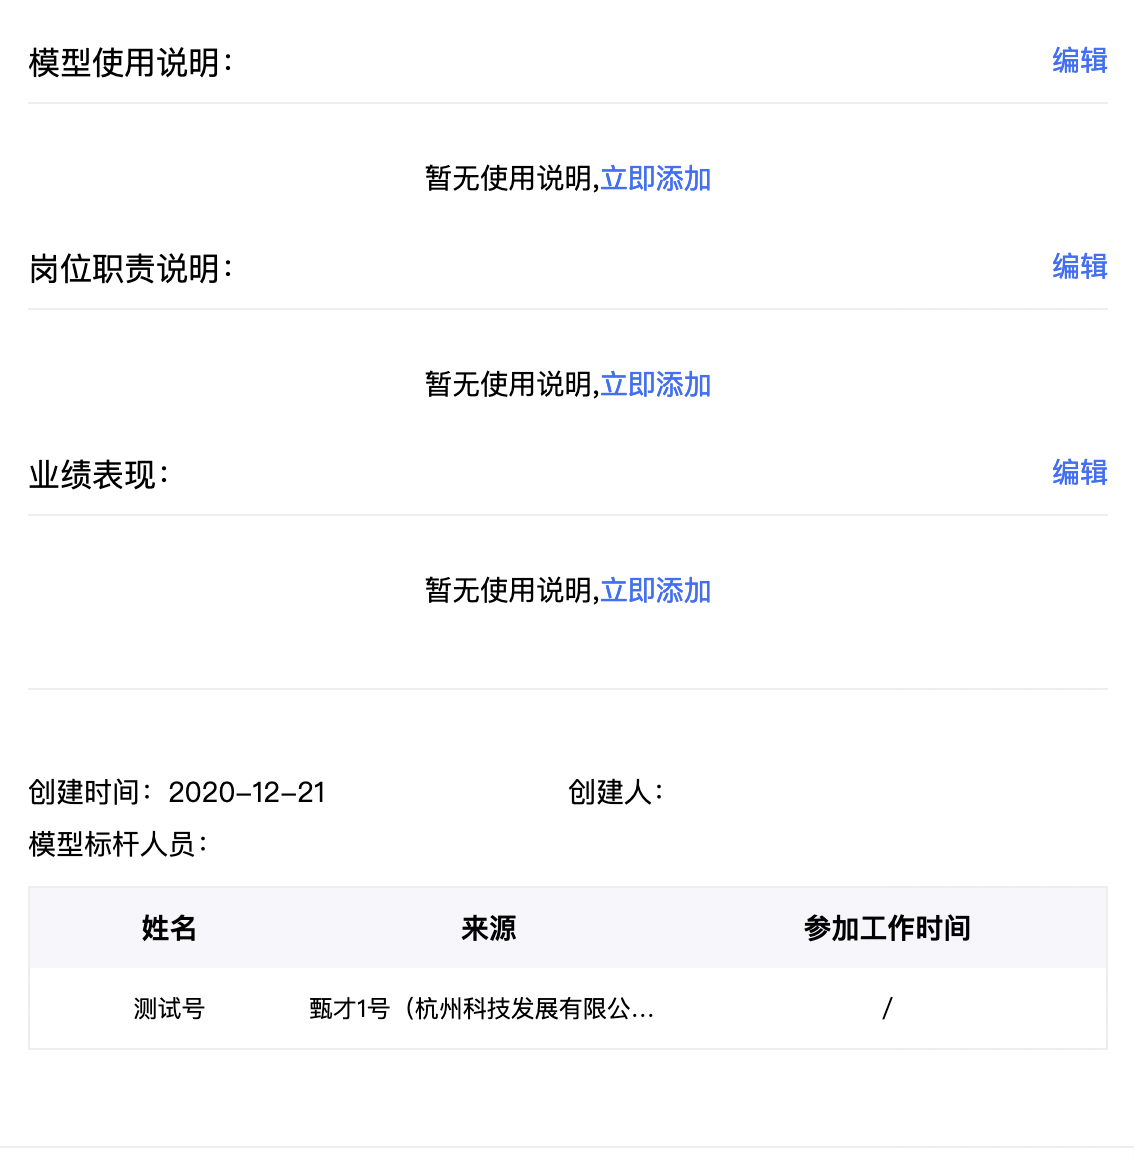 模型使用说明： 编辑
暂无使用说明,立即添加
岗位职责说明： 编辑
暂无使用说明,立即添加
业绩表现： 编辑
暂无使用说明,立即添加
创建时间：2020-12-21 创建人：
模型标杆人员：
姓名 来源 参加工作时间
测试号 甄才1号（杭州科技发展有限公... /